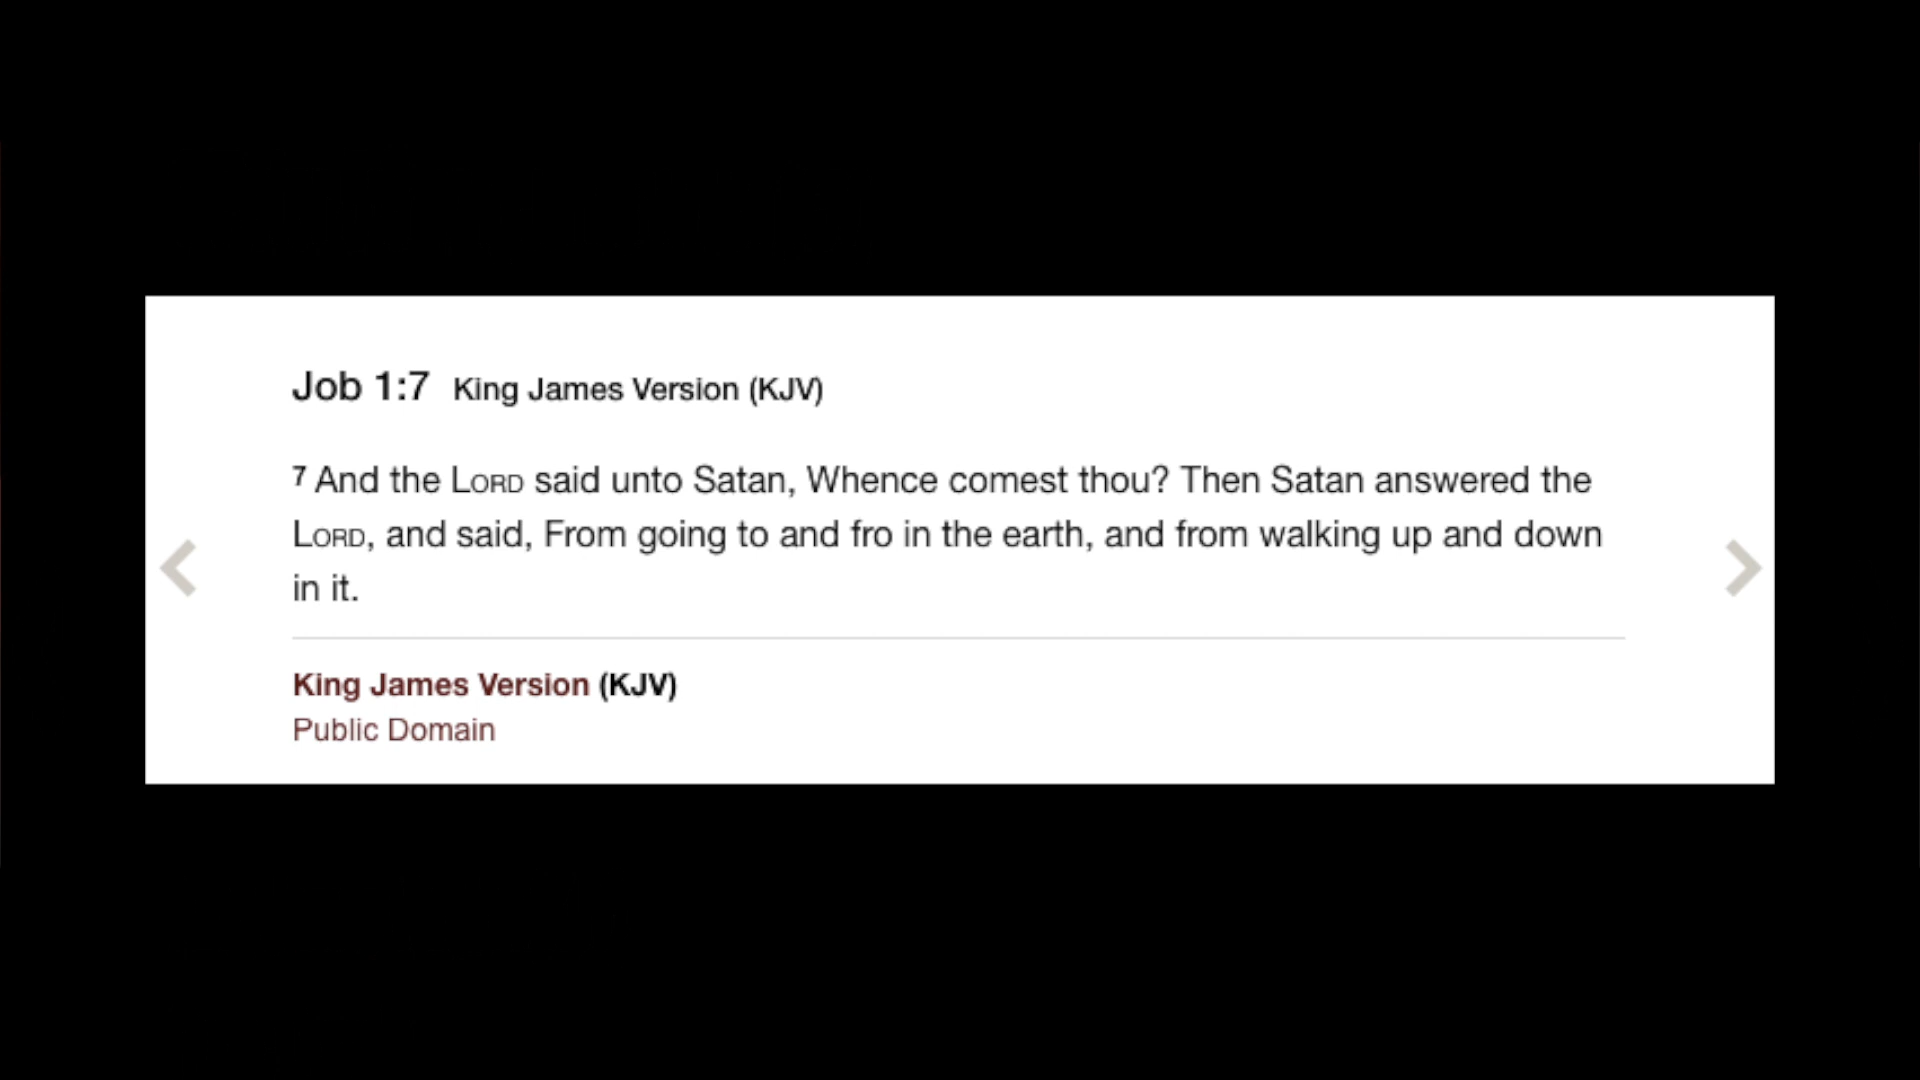 Job 1:7 King James Version (KJV)
7 And the LORD said unto Satan, Whence comest thou? Then Satan answered the
LORD, and said, From going to and fro in the earth, and from walking up and down
in it.
King James Version (KJV)
Public Domain